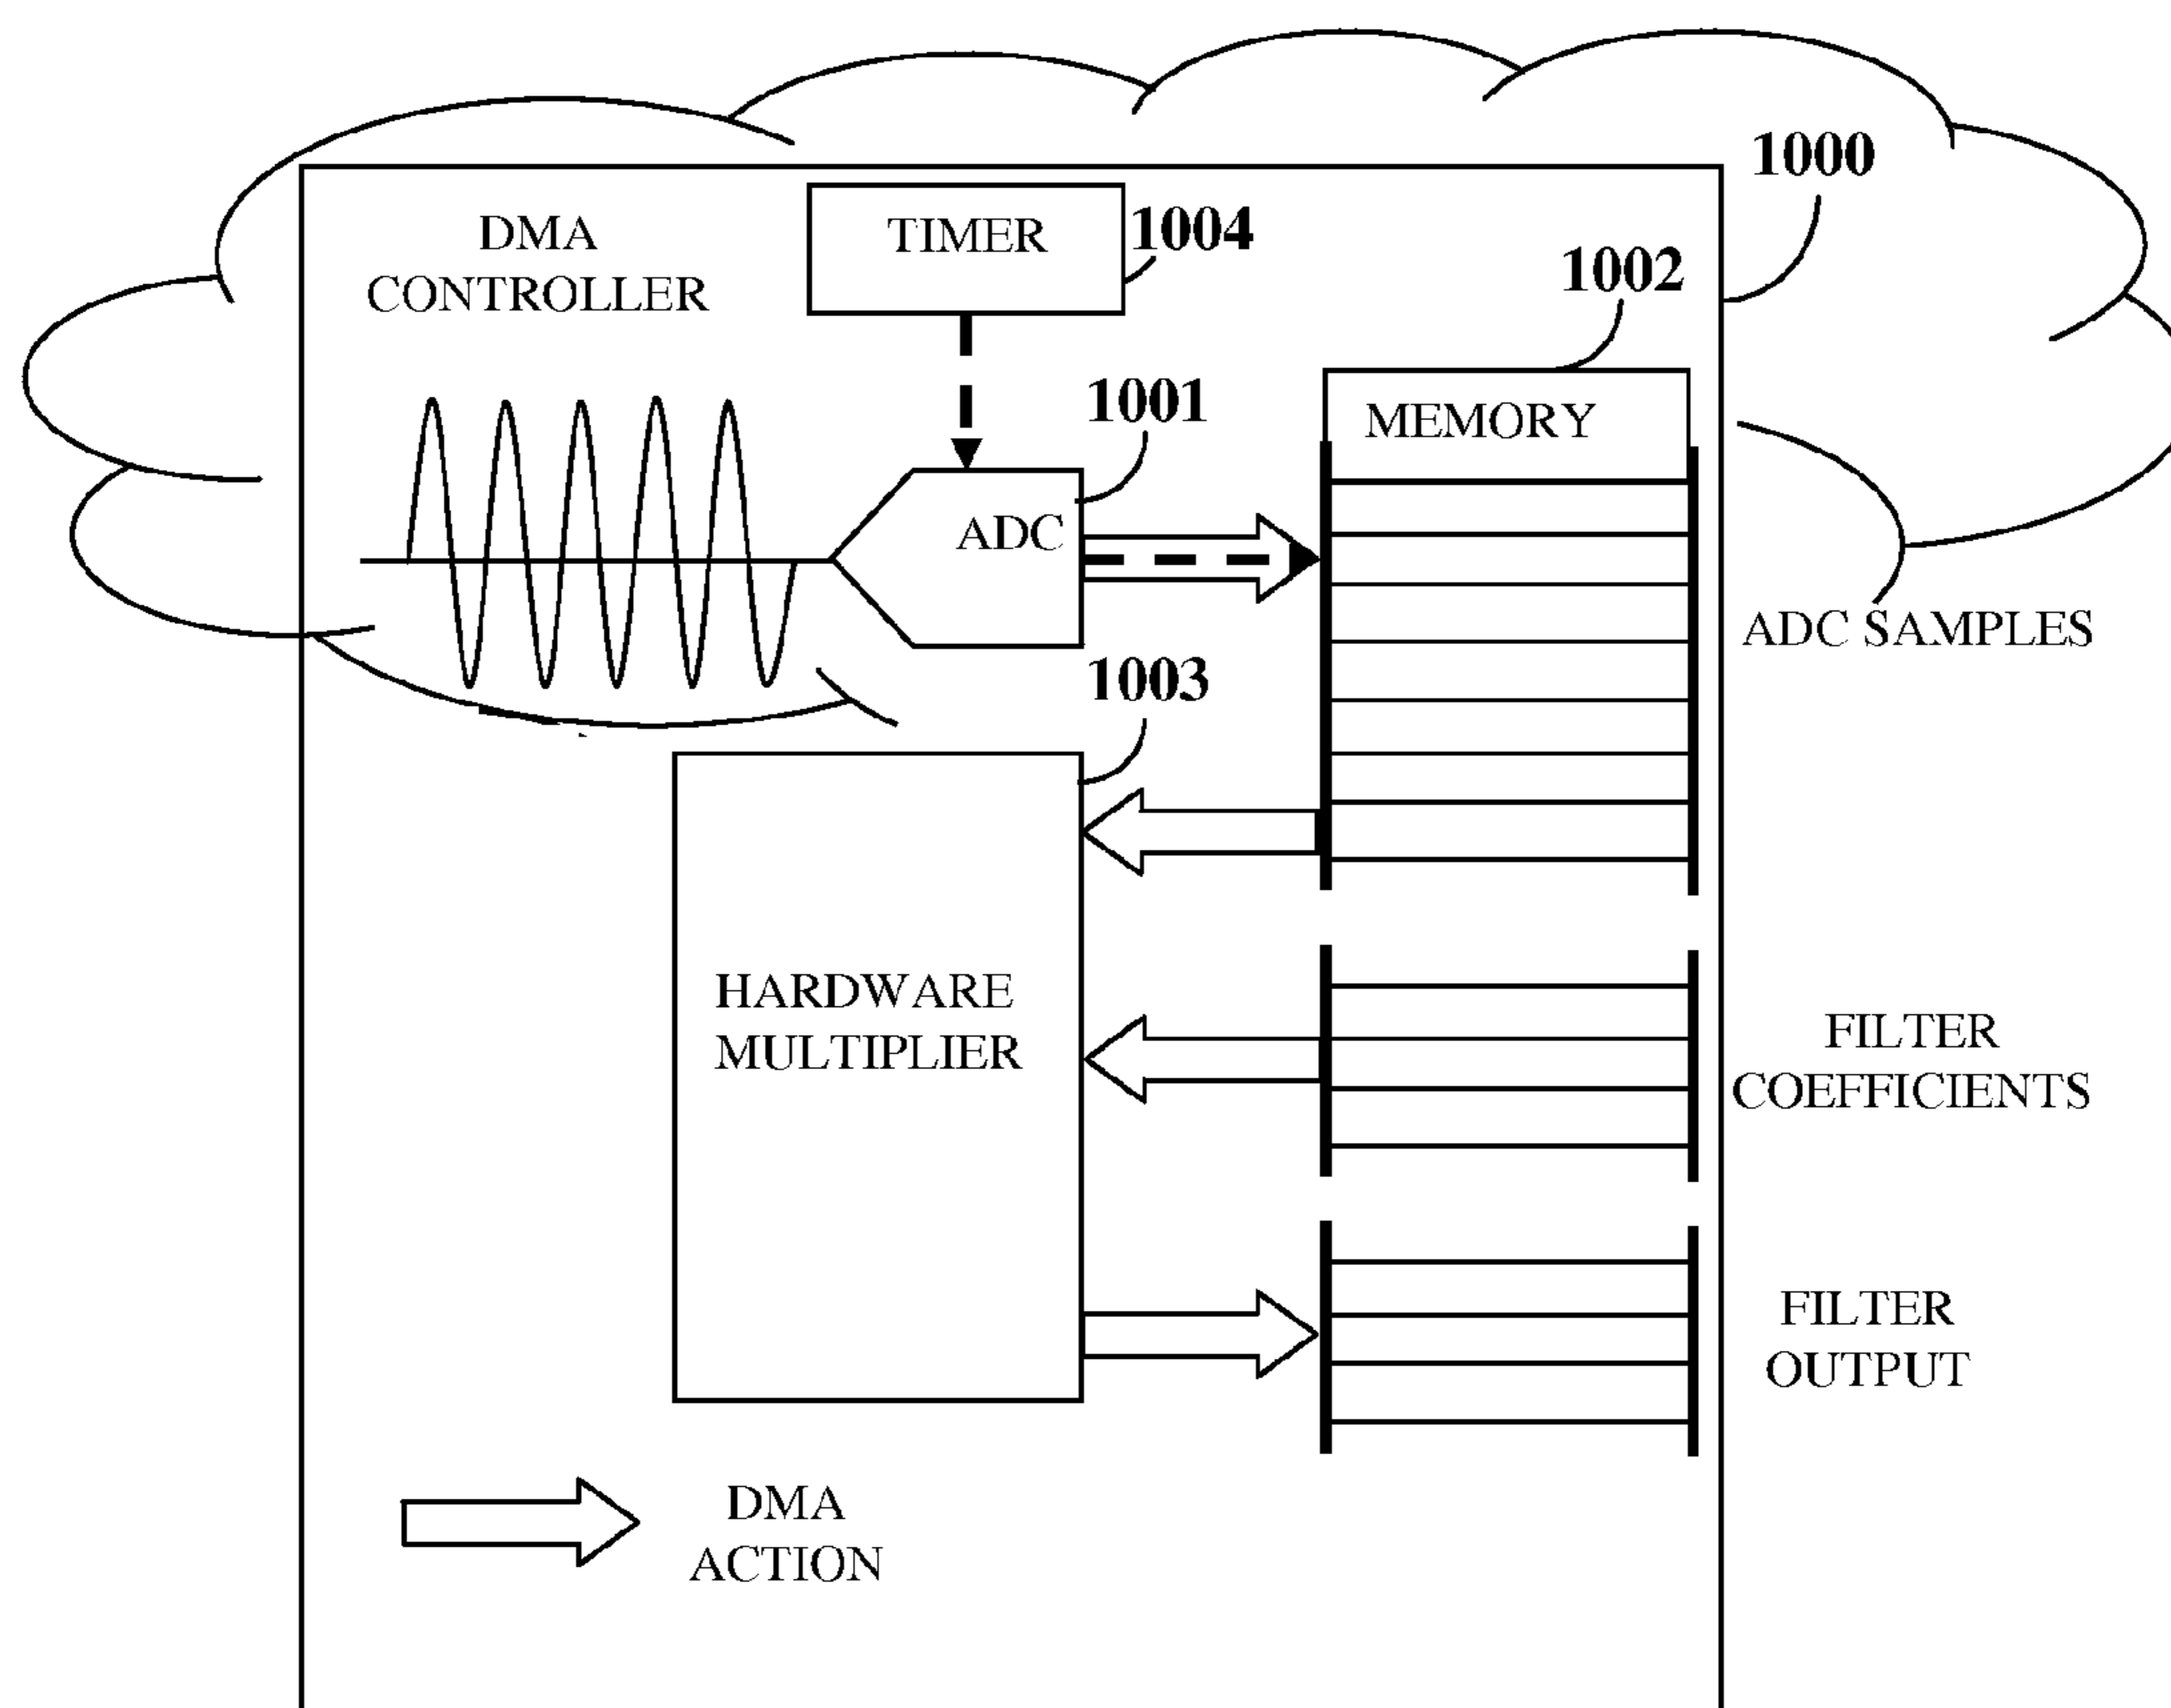 1000
DMA
CONTROLLER
TIMER
1004
1002
1001
MEMORY
ADC
ADC SAMPLES
1003
HARDWARE
MULTIPLIER
FILTER
COEFFICIENTS
FILTER
OUTPUT
DMA
ACTION